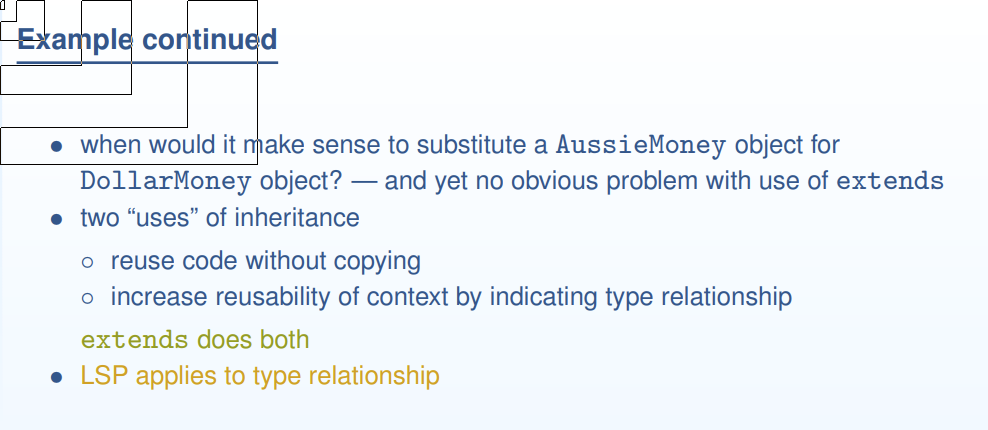 Example continued
● when would it make sense to substitute a AussieMoney object for
DollarMoney object? — and yet no obvious problem with use of extends
● two “uses” of inheritance
○ reuse code without copying
○ increase reusability of context by indicating type relationship
extends does both
● LSP applies to type relationship